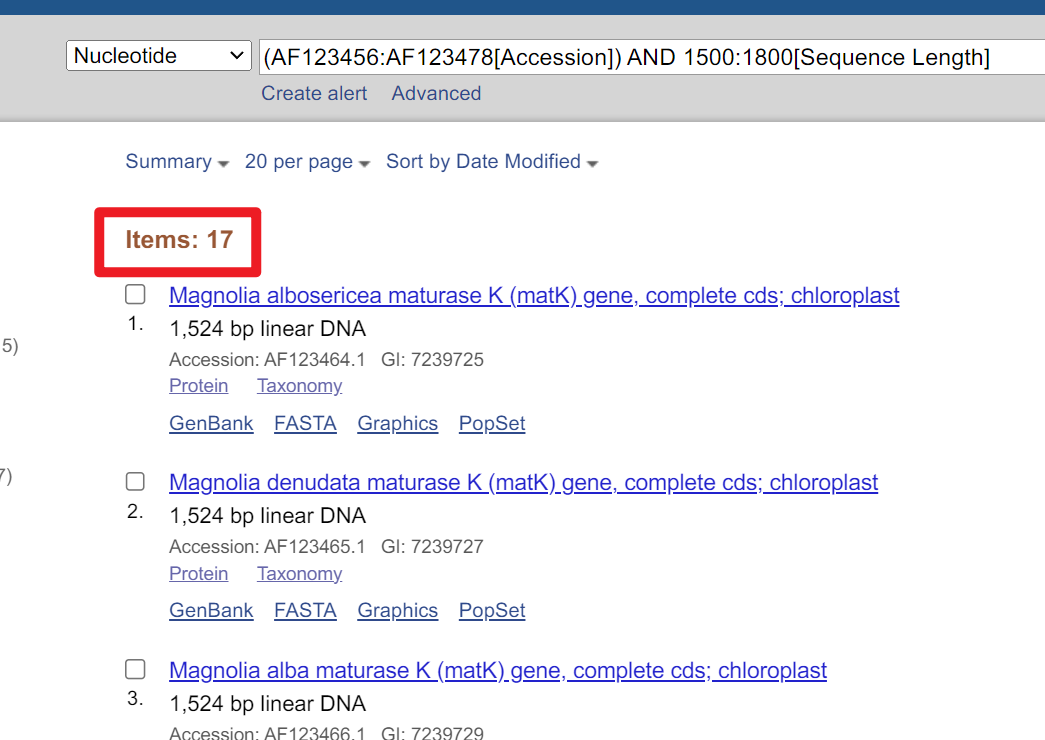 Nucleotide
(AF123456:AF123478[Accession]) AND 1500:1800[Sequence Length]
Create alert Advanced
Summary 20 per page Sort by Date Modified
Items: 17
Magnolia albosericea maturase K (matK) gene, complete cds; chloroplast
1.
1,524 bp linear DNA
5)
Accession: AF123464.1 GI: 7239725
Protein Taxonomy
GenBank FASTA Graphics PopSet
7)
Magnolia denudata maturase K (matK) gene, complete cds; chloroplast
2.
1,524 bp linear DNA
Accession: AF123465.1 GI: 7239727
Protein Taxonomy
GenBank FASTA Graphics PopSet
Magnolia alba maturase K (matK) gene, complete cds; chloroplast
3.
1,524 bp linear DNA
Accession: AF123466.1 GI: 7239729